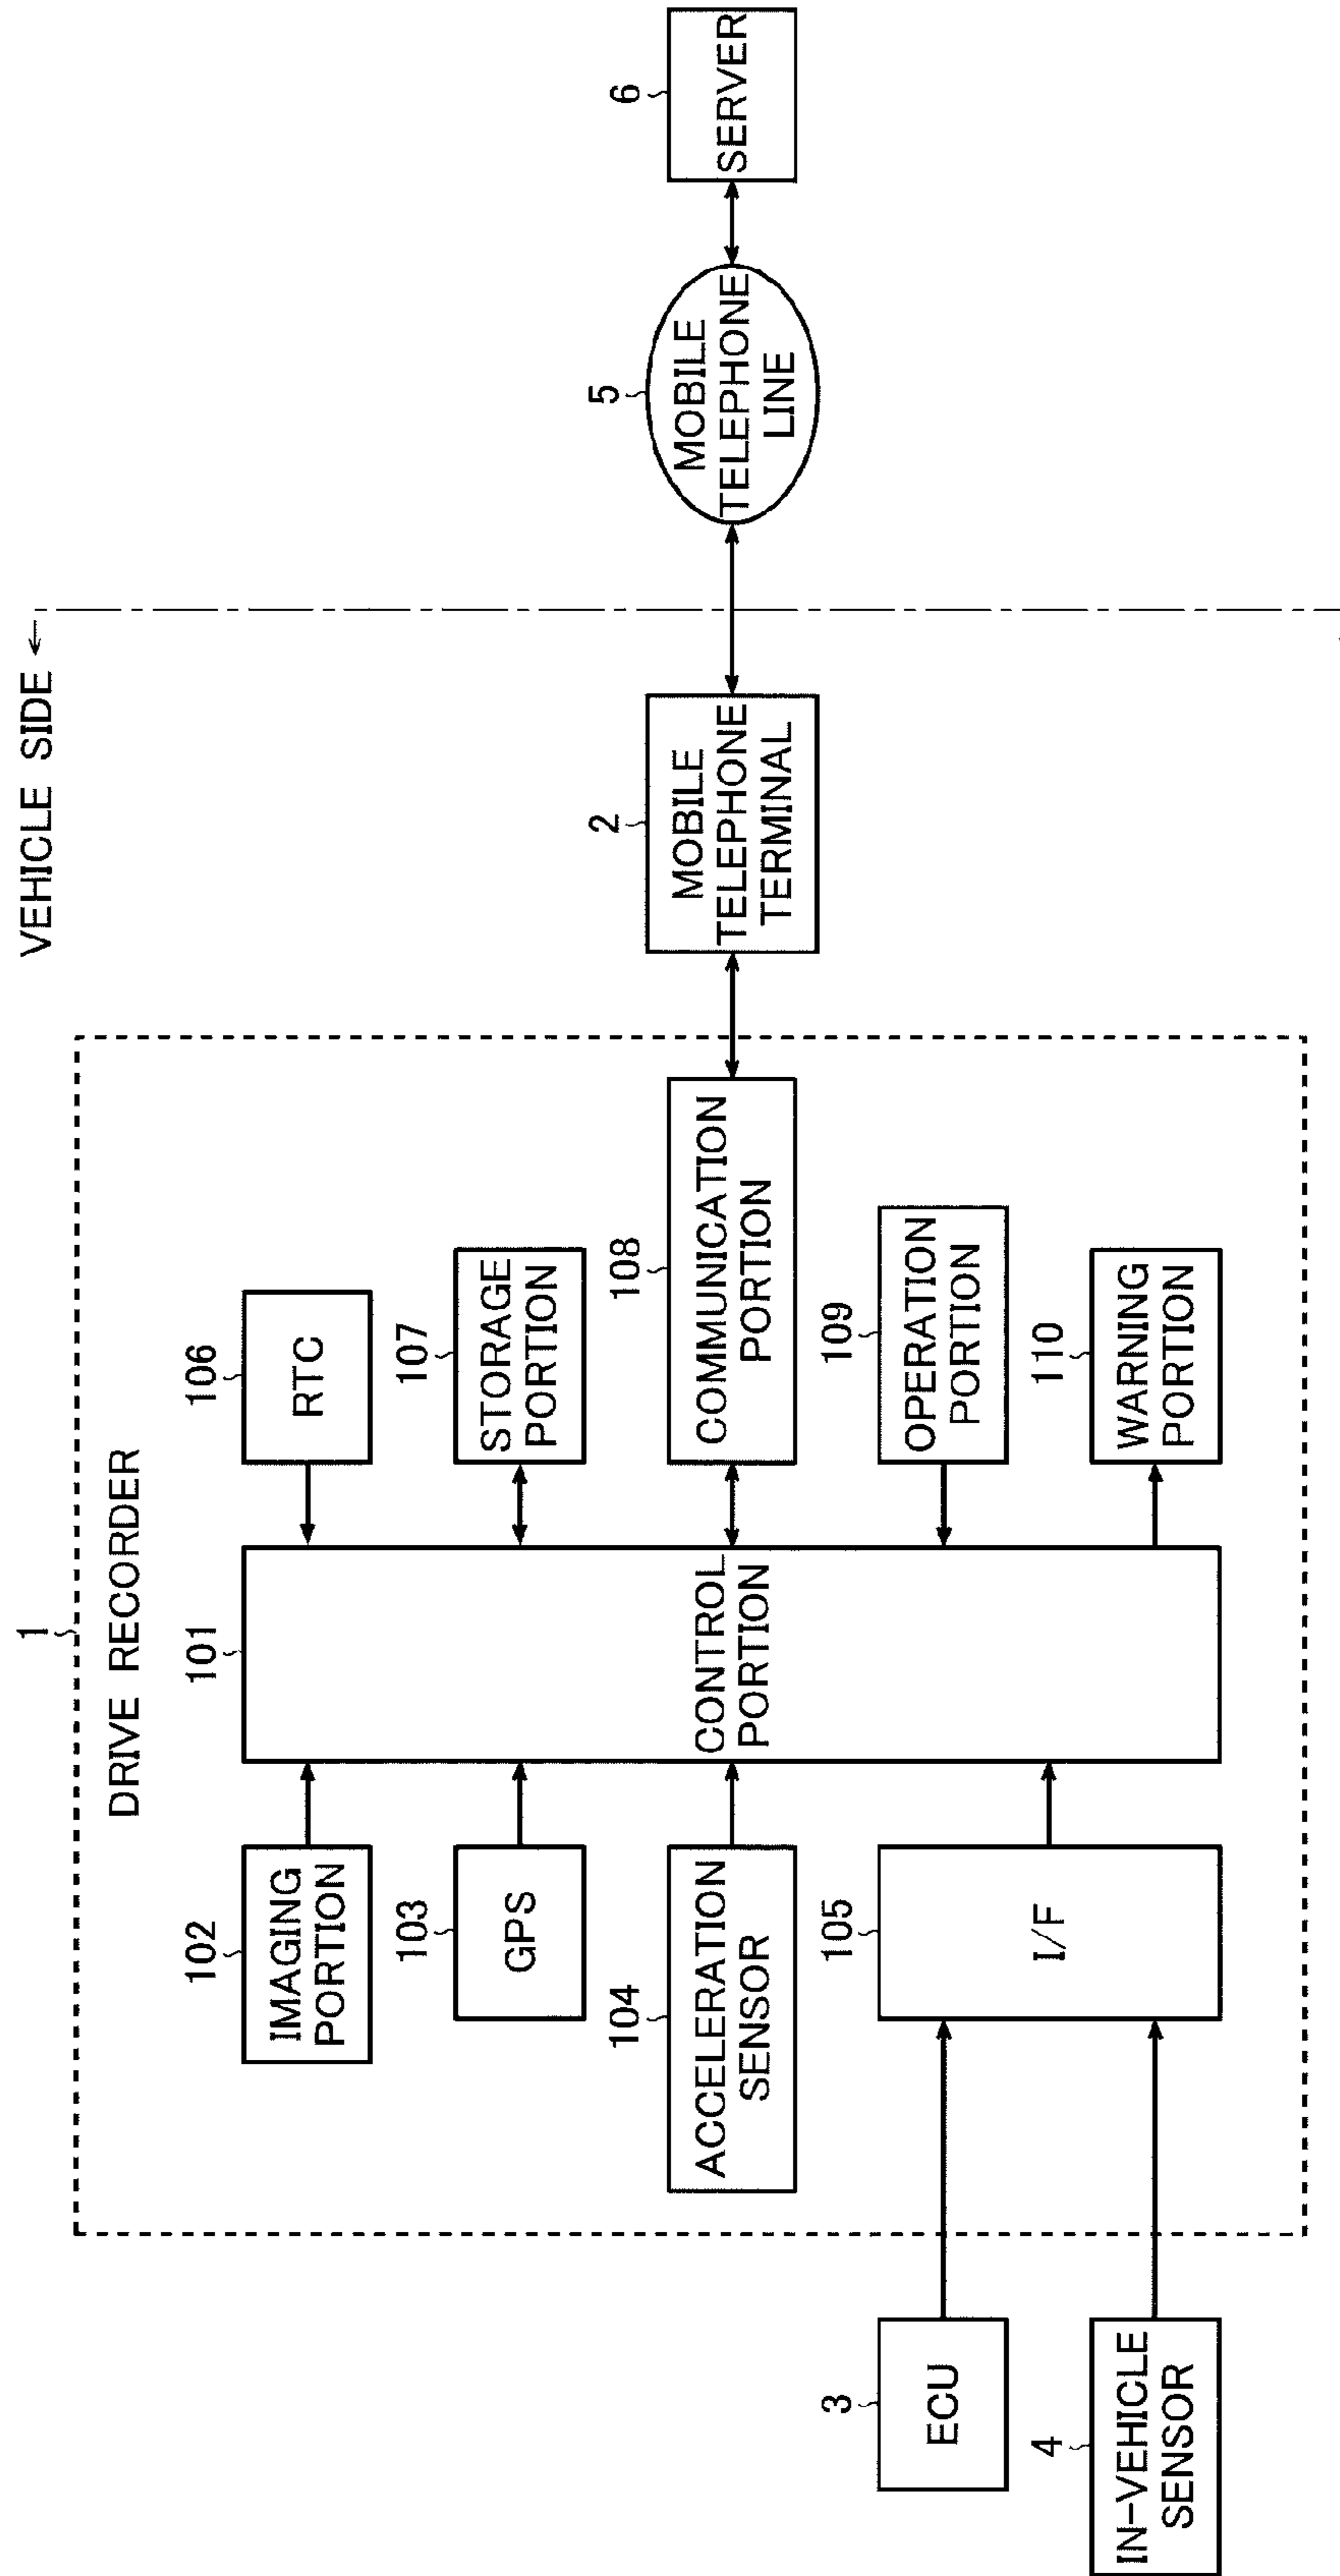 VEHICLE SIDE
1
DRIVE RECORDER
102
IMAGING
PORTION
101
CONTROL
PORTION
106
RTC
103
GPS
107
STORAGE
PORTION
104
ACCELERATION
SENSOR
108
COMMUNICATION
PORTION
2
MOBILE
TELEPHONE
TERMINAL
5
MOBILE
TELEPHONE
LINE
6
SERVER
3
ECU
105
I/F
109
OPERATION
PORTION
4
IN-VEHICLE
SENSOR
110
WARNING
PORTION